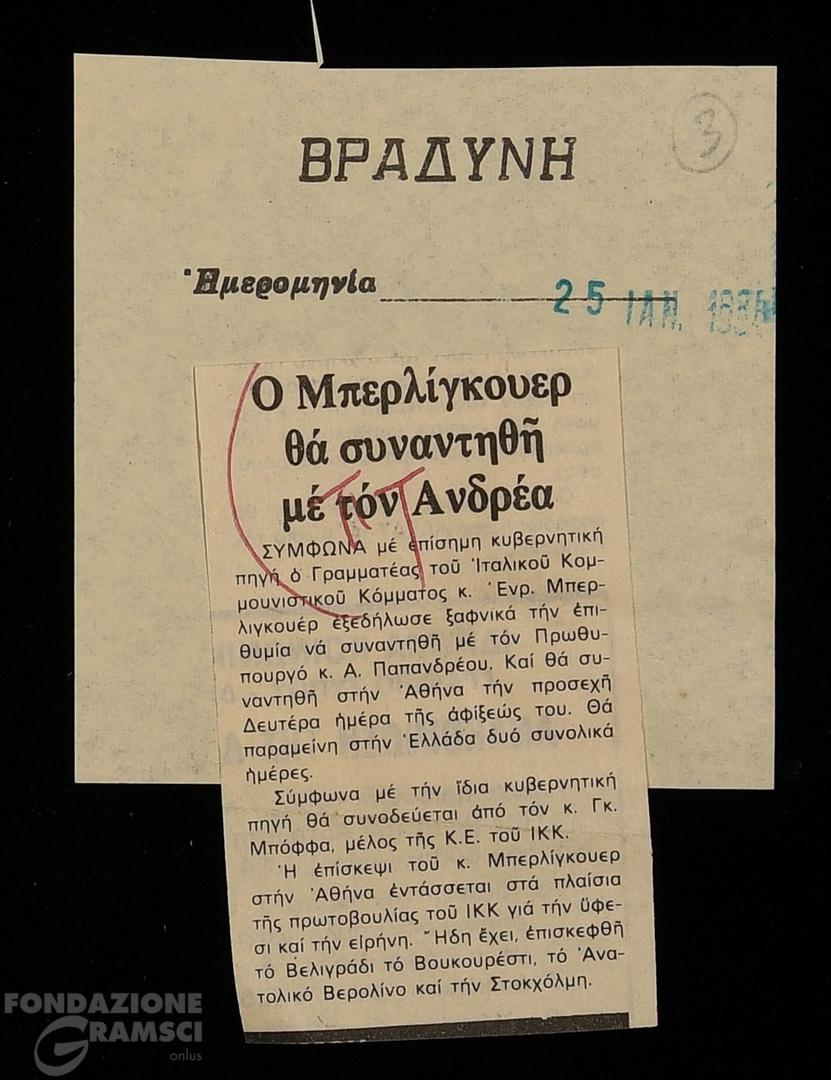 3
ΒΡΑΔΥΝΗ
Ἡμερομηνία
25 ΙΑΝ. 198
Ο Μπερλίγκουερ
θά συναντηθῆ
μέ τόν Ανδρέα
ΣΥΜΦΩΝΑ μέ ἐπίσημη κυβερνητική
πηγή ὁ Γραμματέας τοῦ Ἰταλικοῦ Κομ-
μουνιστικοῦ Κόμματος κ. Ἐνρ. Μπερ-
λιγκουέρ ἐξεδήλωσε ξαφνικά τήν ἐπι-
θυμία νά συναντηθῆ μέ τόν Πρωθυ-
πουργό κ. Α. Παπανδρέου. Καί θά συ-
ναντηθῆ στήν Ἀθήνα τήν προσεχῆ
Δευτέρα ἡμέρα τῆς ἀφίξεώς του. Θά
παραμείνη στήν Ἑλλάδα δυό συνολικά
ἡμέρες.
Σύμφωνα μέ τήν ἴδια κυβερνητική
πηγή θά συνοδεύεται ἀπό τόν κ. Γκ.
Μπόφφα, μέλος τῆς Κ.Ε. τοῦ ΙΚΚ.
Ἡ ἐπίσκεψι τοῦ κ. Μπερλίγκουερ
στήν Ἀθήνα ἐντάσσεται στά πλαίσια
τῆς πρωτοβουλίας τοῦ ΙΚΚ γιά τήν ὕφε-
σι καί τήν εἰρήνη. Ἤδη ἔχει, ἐπισκεφθῆ
τό Βελιγράδι τό Βουκουρέστι, τό Ἀνα-
τολικό Βερολίνο καί τήν Στοκχόλμη.
FONDAZIONE
GRAMSCI
onlus